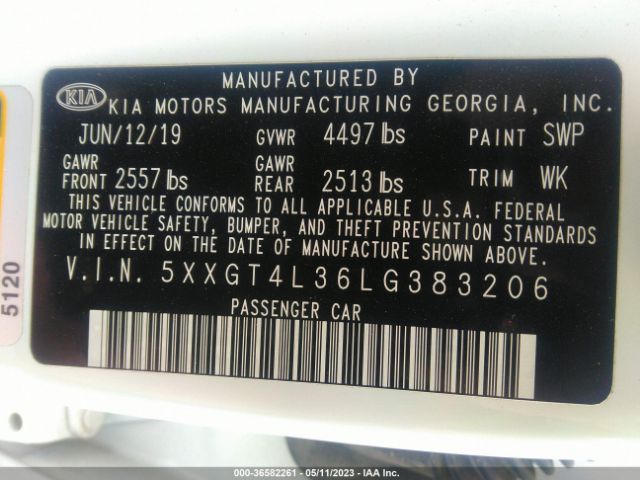 MANUFACTURED BY
KIA KIA MOTORS MANUFACTURING GEORGIA, INC.
JUN/12/19 GVWR 4497 lbs PAINT SWP
GAWR FRONT 2557 lbs GAWR REAR 2513 lbs TRIM WK
THIS VEHICLE CONFORMS TO ALL APPLICABLE U.S.A. FEDERAL
MOTOR VEHICLE SAFETY, BUMPER, AND THEFT PREVENTION STANDARDS
IN EFFECT ON THE DATE OF MANUFACTURE SHOWN ABOVE.
V.I.N. 5XXGT4L36LG383206
PASSENGER CAR
5120
000-36582261 - 05/11/2023 - IAA Inc.